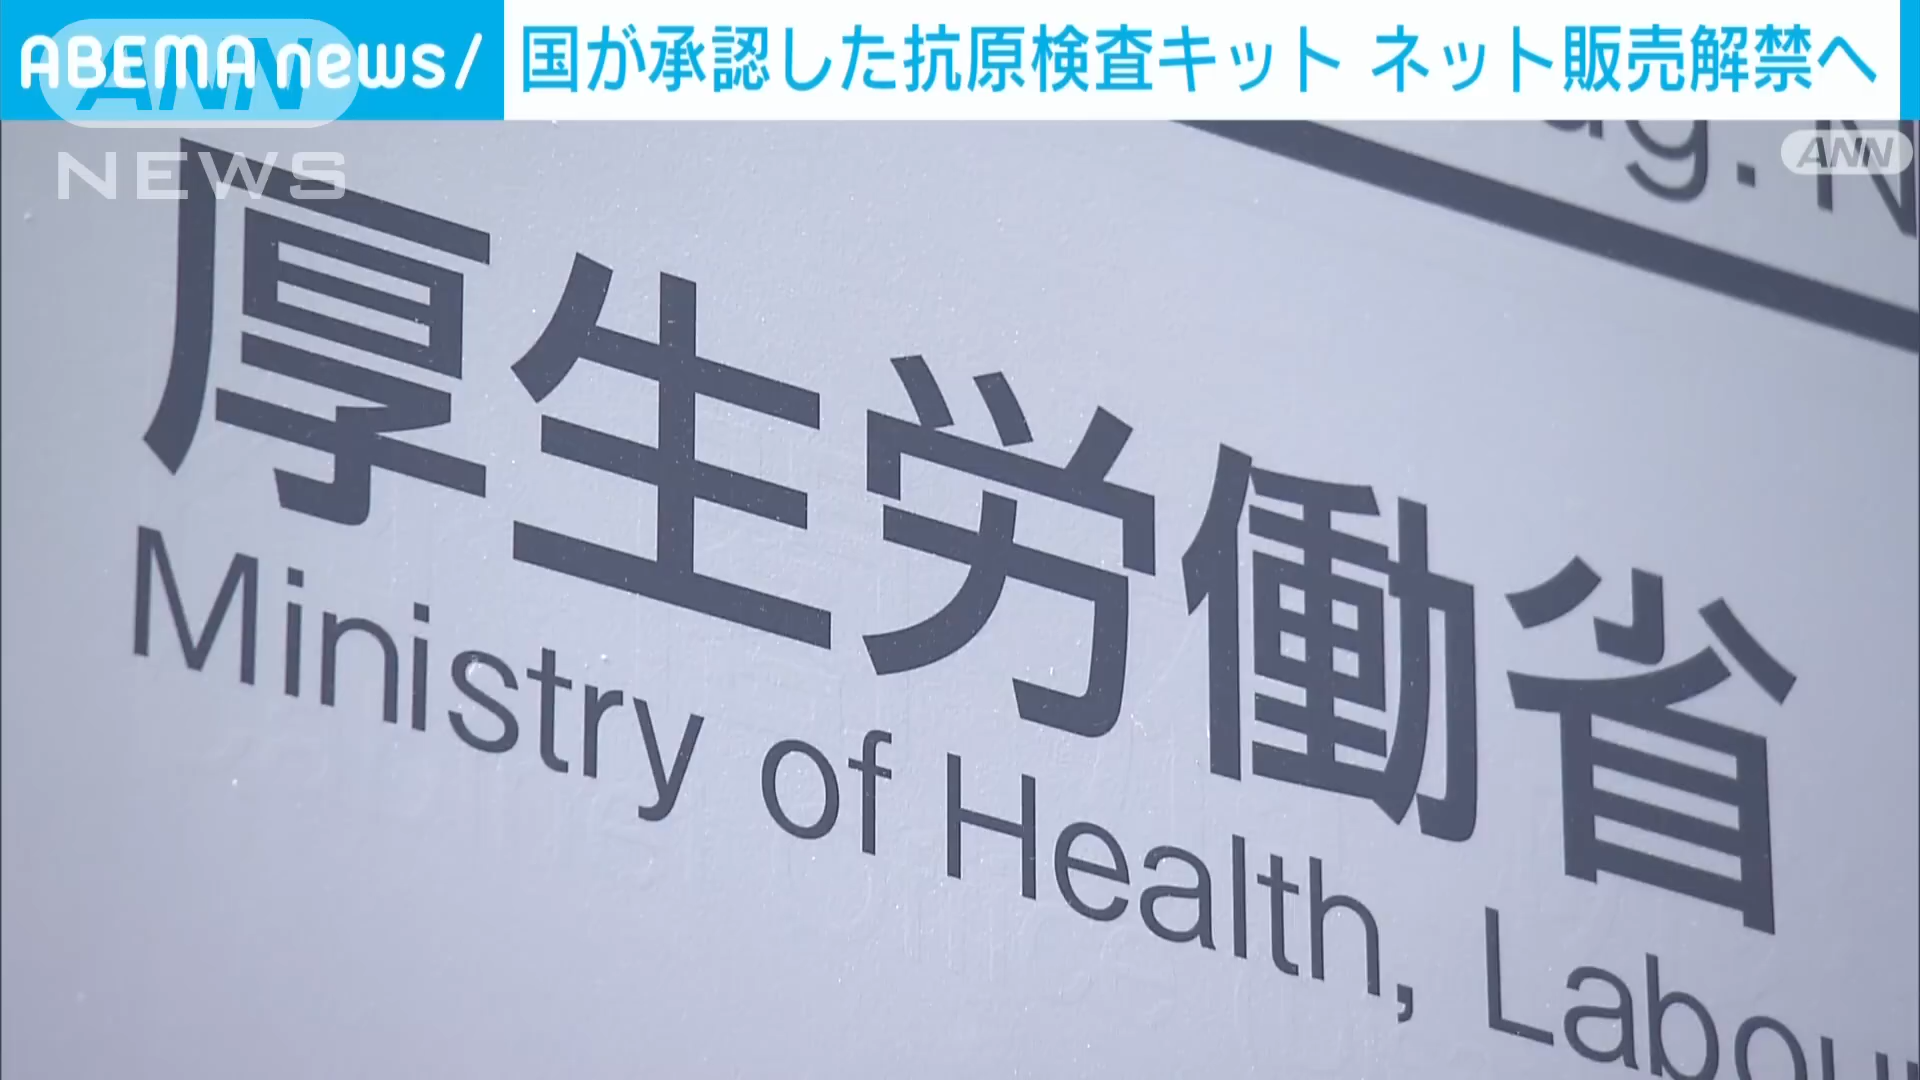 ABEMA news/ 国が承認した抗原検査キット ネット販売解禁へ
ANN
NEWS
ANN
厚生労働省
Ministry of Health, Labou